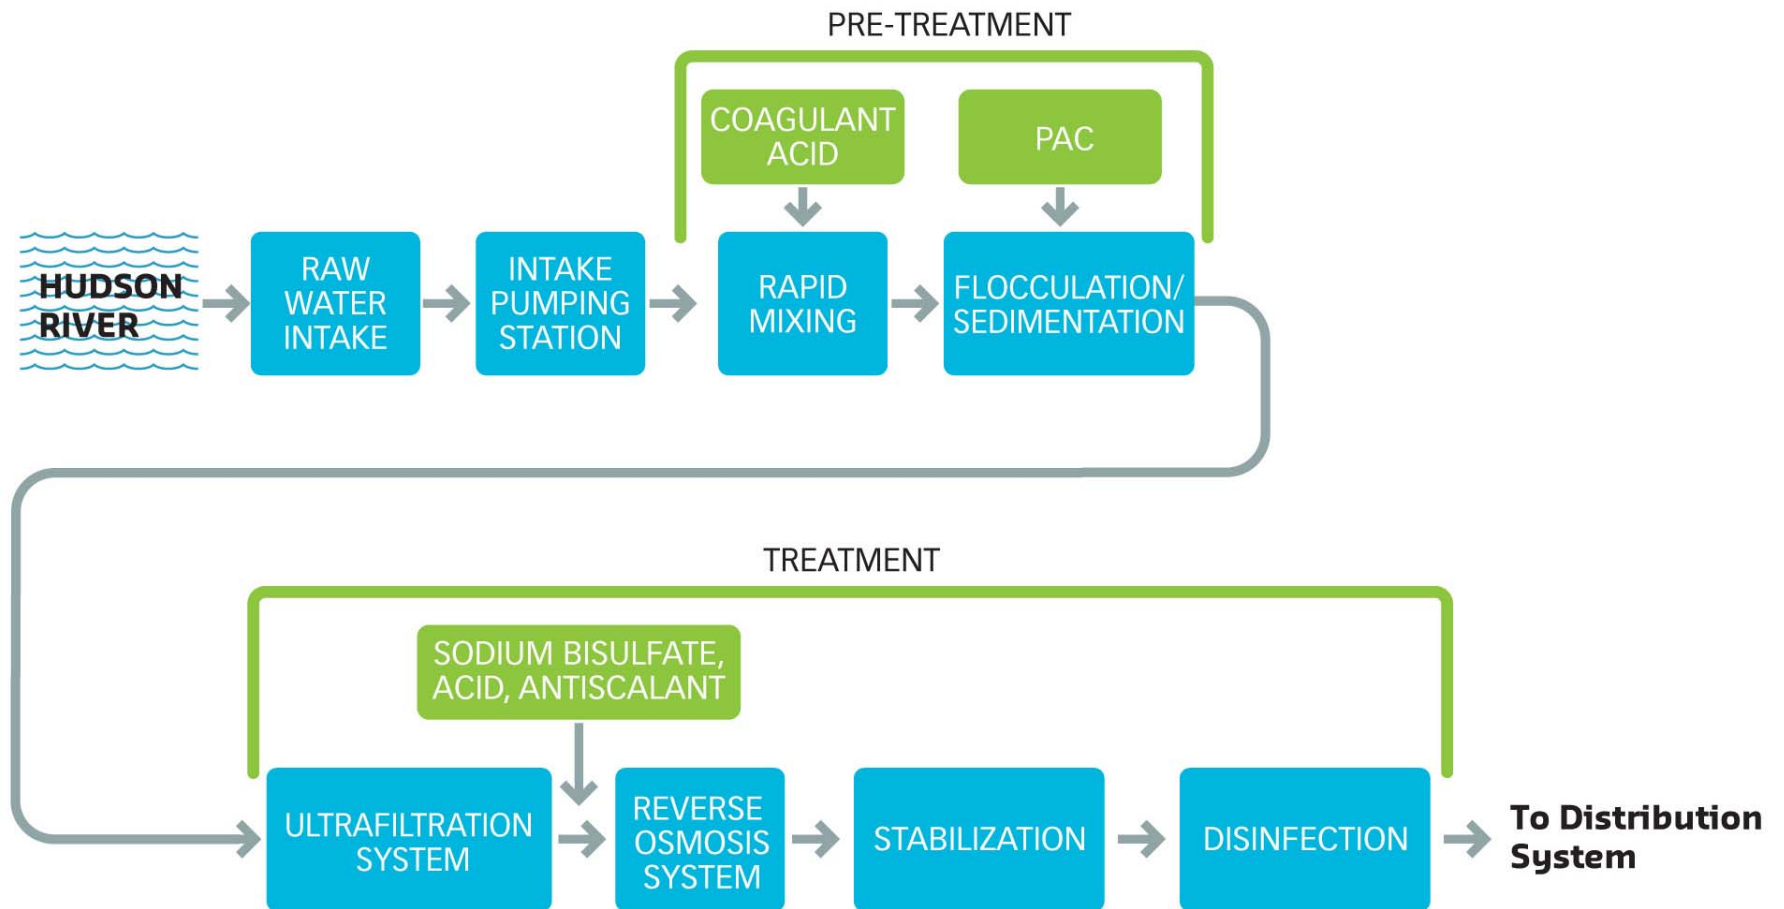 PRE-TREATMENT
COAGULANT
ACID
PAC
HUDSON
RIVER
RAW
WATER
INTAKE
INTAKE
PUMPING
STATION
RAPID
MIXING
FLOCCULATION/
SEDIMENTATION
TREATMENT
SODIUM BISULFATE,
ACID, ANTISCALANT
ULTRAFILTRATION
SYSTEM
REVERSE
OSMOSIS
SYSTEM
STABILIZATION
DISINFECTION
To Distribution
System